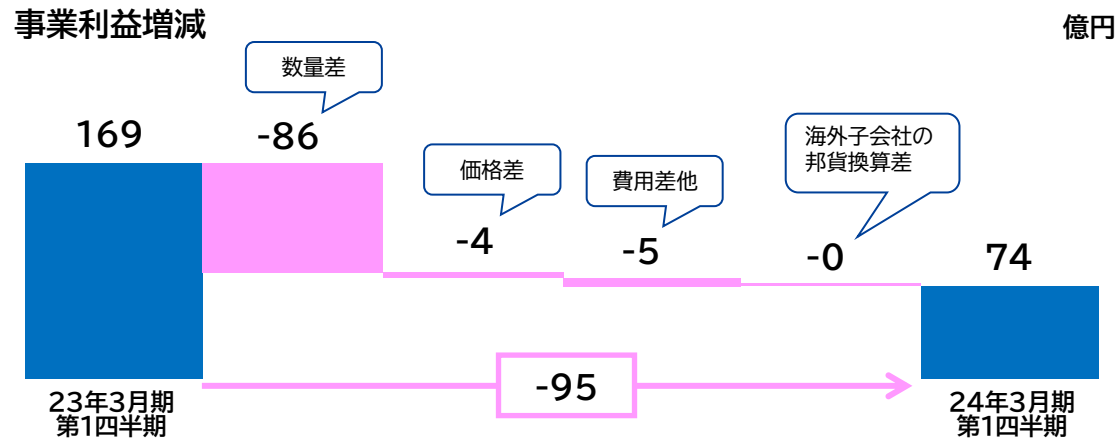 事業利益増減
億円
数量差
169
-86
価格差
費用差他
海外子会社の
邦貨換算差
-4
-5
-0
74
-95
23年3月期
第1四半期
24年3月期
第1四半期